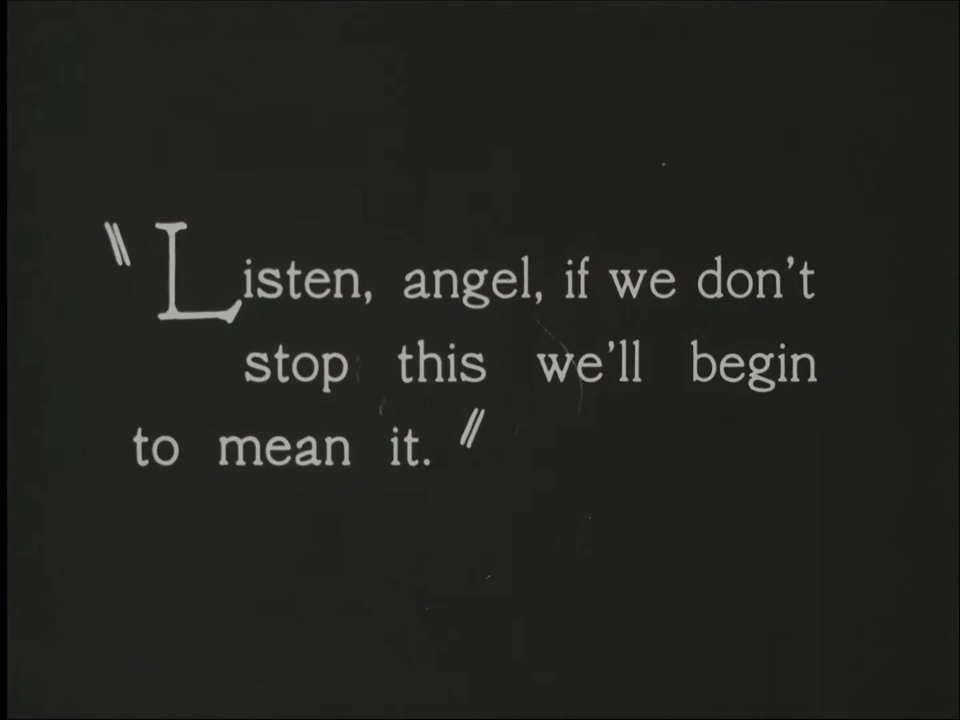 "Listen, angel, if we don't
stop this we'll begin
to mean it."